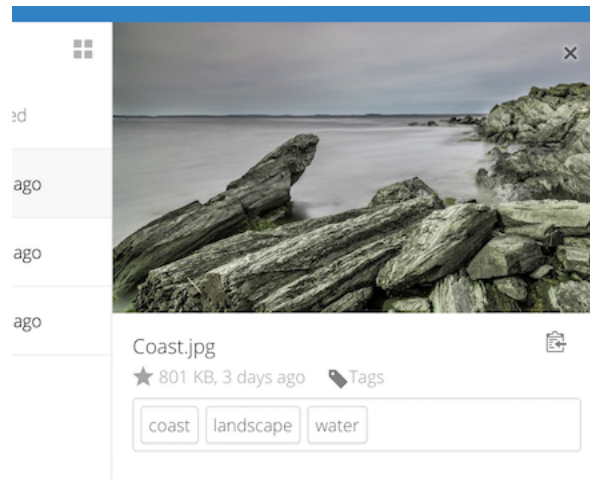 ed
ago
ago
ago
Coast.jpg
801 KB, 3 days ago Tags
coast landscape water